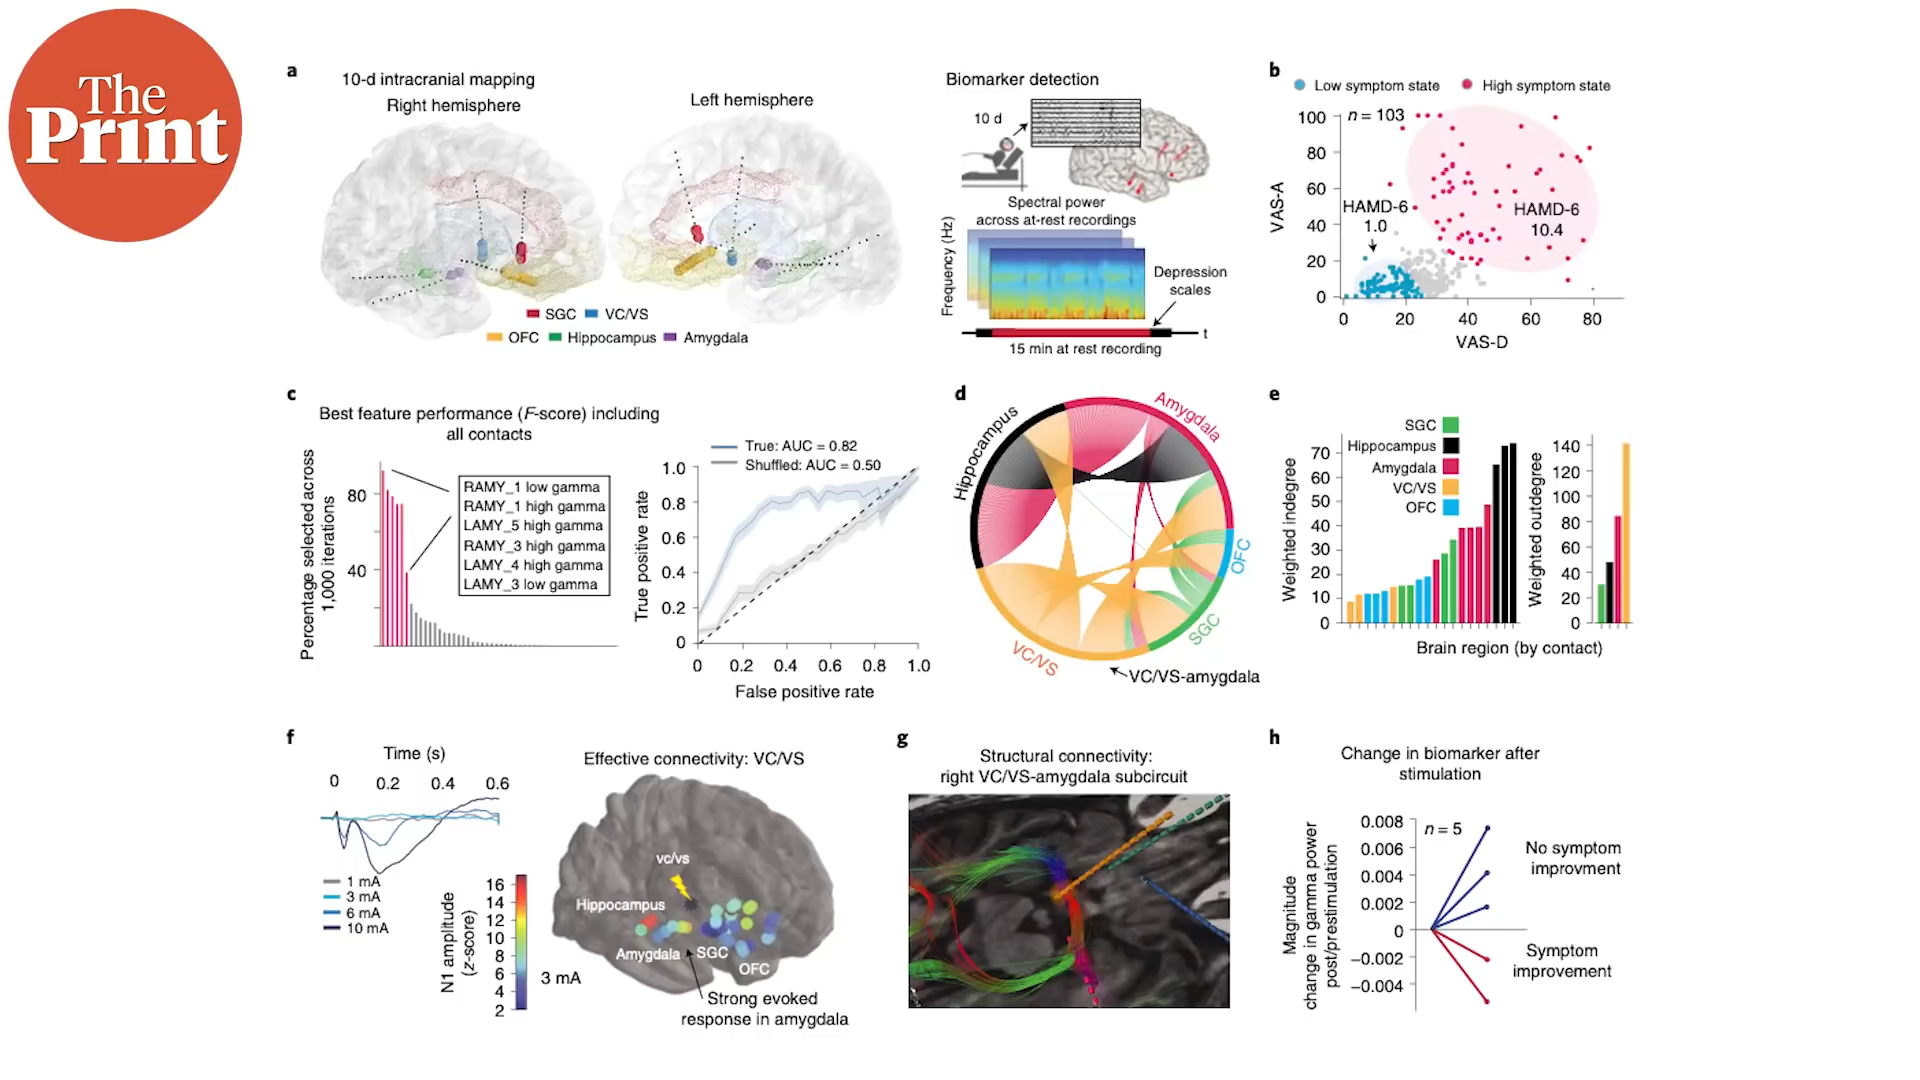 The
Print
a
10-d intracranial mapping
Right hemisphere
Left hemisphere
SGC
VC/VS
OFC
Hippocampus
Amygdala
Biomarker detection
10 d
Spectral power
across at-rest recordings
Frequency (Hz)
Depression
scales
t
15 min at rest recording
b
Low symptom state
High symptom state
n = 103
VAS-A
100
80
60
40
20
0
HAMD-6
1.0
HAMD-6
10.4
0 20 40 60 80
VAS-D
c
Best feature performance (F-score) including
all contacts
Percentage selected across
1,000 iterations
80
40
RAMY_1 low gamma
RAMY_1 high gamma
LAMY_5 high gamma
RAMY_3 high gamma
LAMY_4 high gamma
LAMY_3 low gamma
True: AUC = 0.82
Shuffled: AUC = 0.50
True positive rate
1.0
0.8
0.6
0.4
0.2
0
0 0.2 0.4 0.6 0.8 1.0
False positive rate
d
Hippocampus
Amygdala
OFC
SGC
VC/VS
VC/VS-amygdala
e
SGC
Hippocampus
Amygdala
VC/VS
OFC
Weighted indegree
70
60
50
40
30
20
10
0
Weighted outdegree
140
120
100
80
60
40
20
0
Brain region (by contact)
f
Time (s)
0 0.2 0.4 0.6
1 mA
3 mA
6 mA
10 mA
Effective connectivity: VC/VS
N1 amplitude
(z-score)
16
14
12
10
8
6
4
2
3 mA
vc/vs
Hippocampus
Amygdala
SGC
OFC
Strong evoked
response in amygdala
g
Structural connectivity:
right VC/VS-amygdala subcircuit
h
Change in biomarker after
stimulation
Magnitude
change in gamma power
post/prestimulation
0.008
0.006
0.004
0.002
0
−0.002
−0.004
n = 5
No symptom
improvment
Symptom
improvement